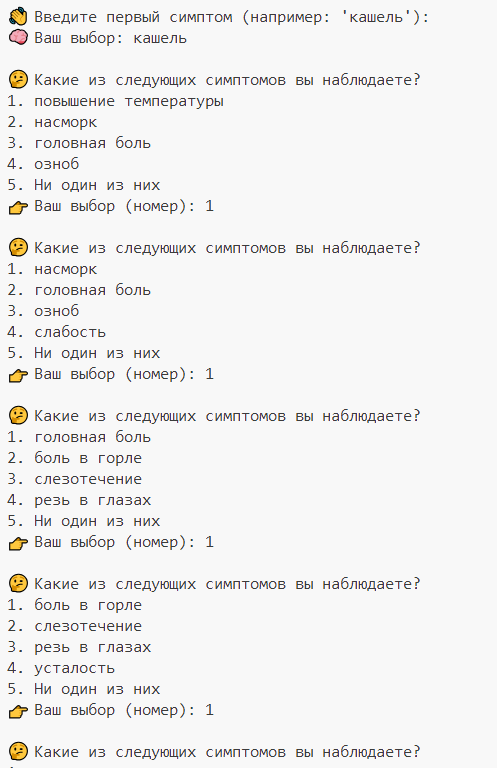 👋 Введите первый симптом (например: 'кашель'):
🧠 Ваш выбор: кашель
🤔 Какие из следующих симптомов вы наблюдаете?
1. повышение температуры
2. насморк
3. головная боль
4. озноб
5. Ни один из них
👉 Ваш выбор (номер): 1
🤔 Какие из следующих симптомов вы наблюдаете?
1. насморк
2. головная боль
3. озноб
4. слабость
5. Ни один из них
👉 Ваш выбор (номер): 1
🤔 Какие из следующих симптомов вы наблюдаете?
1. головная боль
2. боль в горле
3. слезотечение
4. резь в глазах
5. Ни один из них
👉 Ваш выбор (номер): 1
🤔 Какие из следующих симптомов вы наблюдаете?
1. боль в горле
2. слезотечение
3. резь в глазах
4. усталость
5. Ни один из них
👉 Ваш выбор (номер): 1
🤔 Какие из следующих симптомов вы наблюдаете?